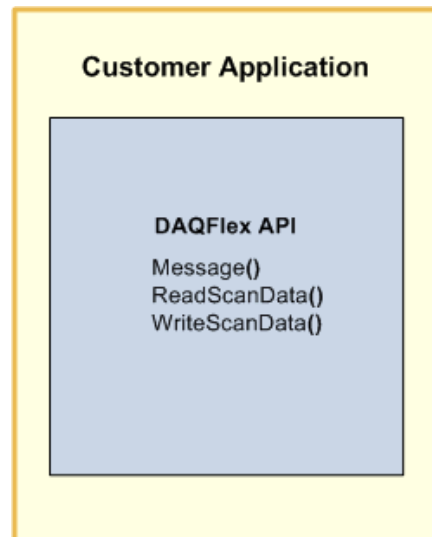 Customer Application
DAQFlex API
Message()
ReadScanData()
WriteScanData()